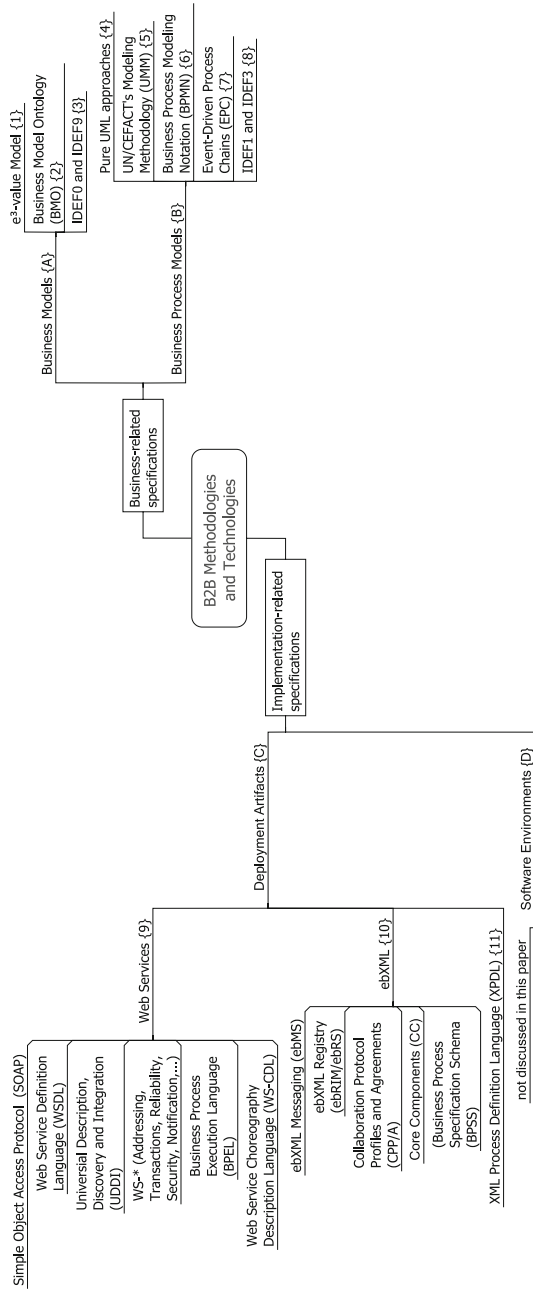 Simple Object Access Protocol (SOAP)
Web Service Definition
Language (WSDL)
Universial Description,
Discovery and Integration
(UDDI)
WS-* (Addressing,
Transactions, Reliability,
Security, Notification,...)
Business Process
Execution Language
(BPEL)
Web Service Choreography
Description Language (WS-CDL)
Web Services {9}
ebXML Messaging (ebMS)
ebXML Registry
(ebRIM/ebRS)
Collaboration Protocol
Profiles and Agreements
(CPP/A)
Core Components (CC)
(Business Process
Specification Schema
(BPSS)
ebXML {10}
XML Process Definition Language (XPDL) {11}
Deployment Artifacts {C}
not discussed in this paper
Software Environments {D}
Implementation-related
specifications
B2B Methodologies
and Technologies
Business-related
specifications
Business Models {A}
e³-value Model {1}
Business Model Ontology
(BMO) {2}
IDEF0 and IDEF9 {3}
Business Process Models {B}
Pure UML approaches {4}
UN/CEFACT's Modeling
Methodology (UMM) {5}
Business Process Modeling
Notation (BPMN) {6}
Event-Driven Process
Chains (EPC) {7}
IDEF1 and IDEF3 {8}